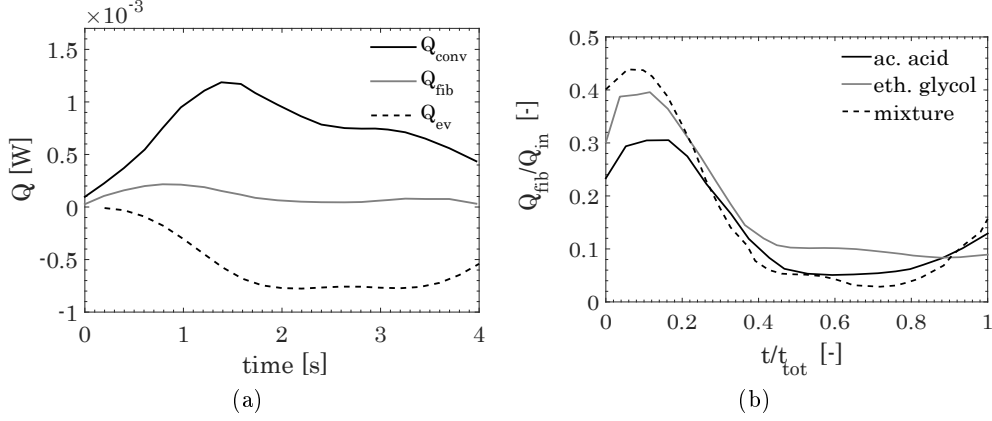 ×10⁻³
1.5
1
0.5
0
-0.5
-1
0 1 2 3 4
Q [W]
time [s]
Q_conv
Q_fib
Q_ev
(a)
0.5
0.4
0.3
0.2
0.1
0
0 0.2 0.4 0.6 0.8 1
Q_fib/Q_in [-]
t/t_tot [-]
ac. acid
eth. glycol
mixture
(b)